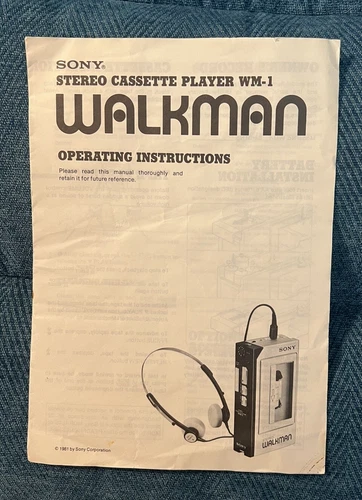 SONY®
STEREO CASSETTE PLAYER WM-1
WALKMAN
OPERATING INSTRUCTIONS
Please read this manual thoroughly and
retain it for future reference.
SONY
WALKMAN
© 1981 by Sony Corporation